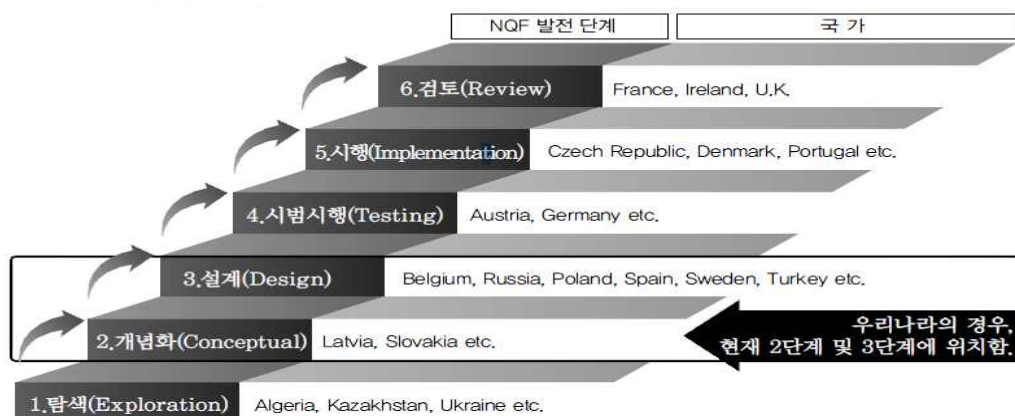 NQF 발전 단계
국 가
6.검토(Review)
France, Ireland, U.K.
5.시행(Implementation)
Czech Republic, Denmark, Portugal etc.
4.시범시행(Testing)
Austria, Germany etc.
3.설계(Design)
Belgium, Russia, Poland, Spain, Sweden, Turkey etc.
2.개념화(Conceptual)
Latvia, Slovakia etc.
우리나라의 경우,
현재 2단계 및 3단계에 위치함.
1.탐색(Exploration)
Algeria, Kazakhstan, Ukraine etc.